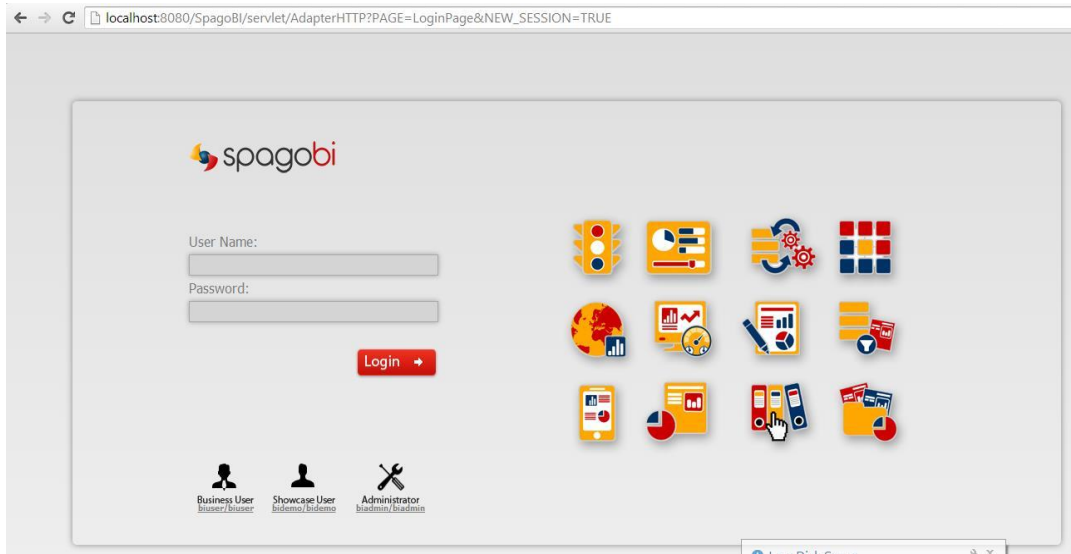 localhost:8080/SpagoBI/servlet/AdapterHTTP?PAGE=LoginPage&NEW_SESSION=TRUE
spagobi
User Name:
Password:
Login
Business User
biuser/biuser
Showcase User
bidemo/bidemo
Administrator
biadmin/biadmin